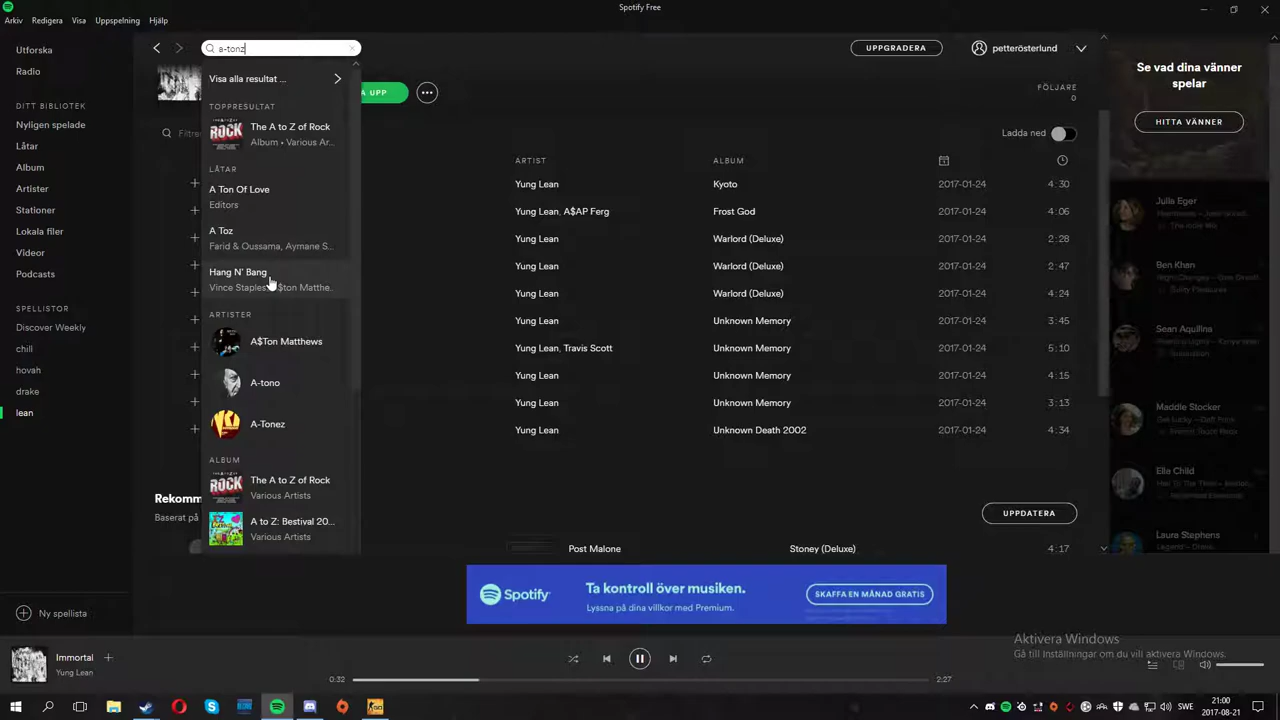 Spotify Free
Arkiv Redigera Visa Uppspelning Hjälp
a-tonz
UPPGRADERA
petterösterlund
Utforska
Radio
DITT BIBLIOTEK
Nyligen spelade
Låtar
Album
Artister
Stationer
Lokala filer
Videor
Podcasts
SPELLISTOR
Discover Weekly
chill
hovah
drake
lean
Ny spellista
Visa alla resultat ...
TOPPRESULTAT
The A to Z of Rock
Album • Various Ar...
LÅTAR
A Ton Of Love
Editors
A Toz
Farid & Oussama, Aymane S...
Hang N' Bang
Vince Staples, A$ton Matthe...
ARTISTER
A$Ton Matthews
A-tono
A-Tonez
ALBUM
The A to Z of Rock
Various Artists
A to Z: Bestival 20...
Various Artists
A UPP
FÖLJARE
0
Filtre
Ladda ned
ARTIST ALBUM
Yung Lean Kyoto 2017-01-24 4:30
Yung Lean, A$AP Ferg Frost God 2017-01-24 4:06
Yung Lean Warlord (Deluxe) 2017-01-24 2:28
Yung Lean Warlord (Deluxe) 2017-01-24 2:47
Yung Lean Warlord (Deluxe) 2017-01-24 4:24
Yung Lean Unknown Memory 2017-01-24 3:45
Yung Lean, Travis Scott Unknown Memory 2017-01-24 5:10
Yung Lean Unknown Memory 2017-01-24 4:15
Yung Lean Unknown Memory 2017-01-24 3:13
Yung Lean Unknown Death 2002 2017-01-24 4:34
Rekomm
Baserat på
UPPDATERA
Post Malone Stoney (Deluxe) 4:17
Se vad dina vänner
spelar
HITTA VÄNNER
Julia Eger
Ben Khan
Sean Aquilina
Maddie Stocker
Elle Child
Laura Stephens
Spotify
Ta kontroll över musiken.
Lyssna på dina villkor med Premium.
SKAFFA EN MÅNAD GRATIS
Immortal
Yung Lean
0:32
2:27
Aktivera Windows
Gå till Inställningar om du vill aktivera Windows.
SWE
21:00
2017-08-21